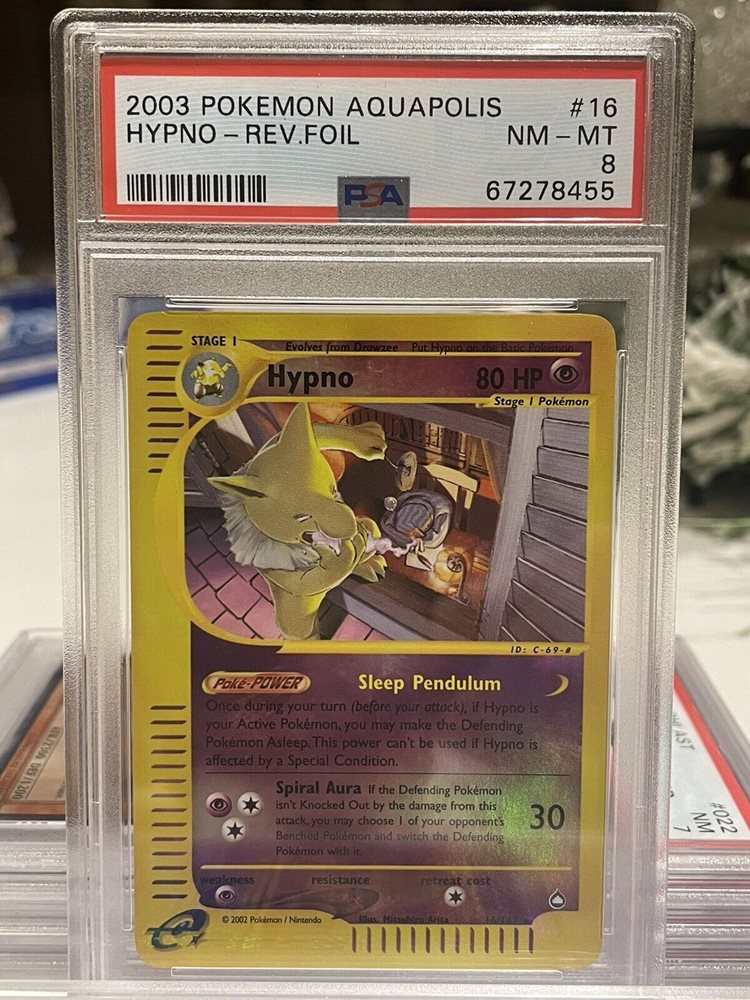 2003 POKEMON AQUAPOLIS #16
HYPNO - REV.FOIL NM - MT
8
PSA 67278455
STAGE 1 Evolves from Drowzee Put Hypno on the Basic Pokémon
Hypno 80 HP
Stage 1 Pokémon
ID: C-69-#
Poké-POWER Sleep Pendulum
Once during your turn (before your attack), if Hypno is
your Active Pokémon, you may make the Defending
Pokémon Asleep. This power can't be used if Hypno is
affected by a Special Condition.
Spiral Aura If the Defending Pokémon
isn't Knocked Out by the damage from this
attack, you may choose 1 of your opponent's 30
Benched Pokémon and switch the Defending
Pokémon with it.
weakness resistance retreat cost
© 2002 Pokémon / Nintendo Illus. Mitsuhiro Arita
e
#022
NM
7